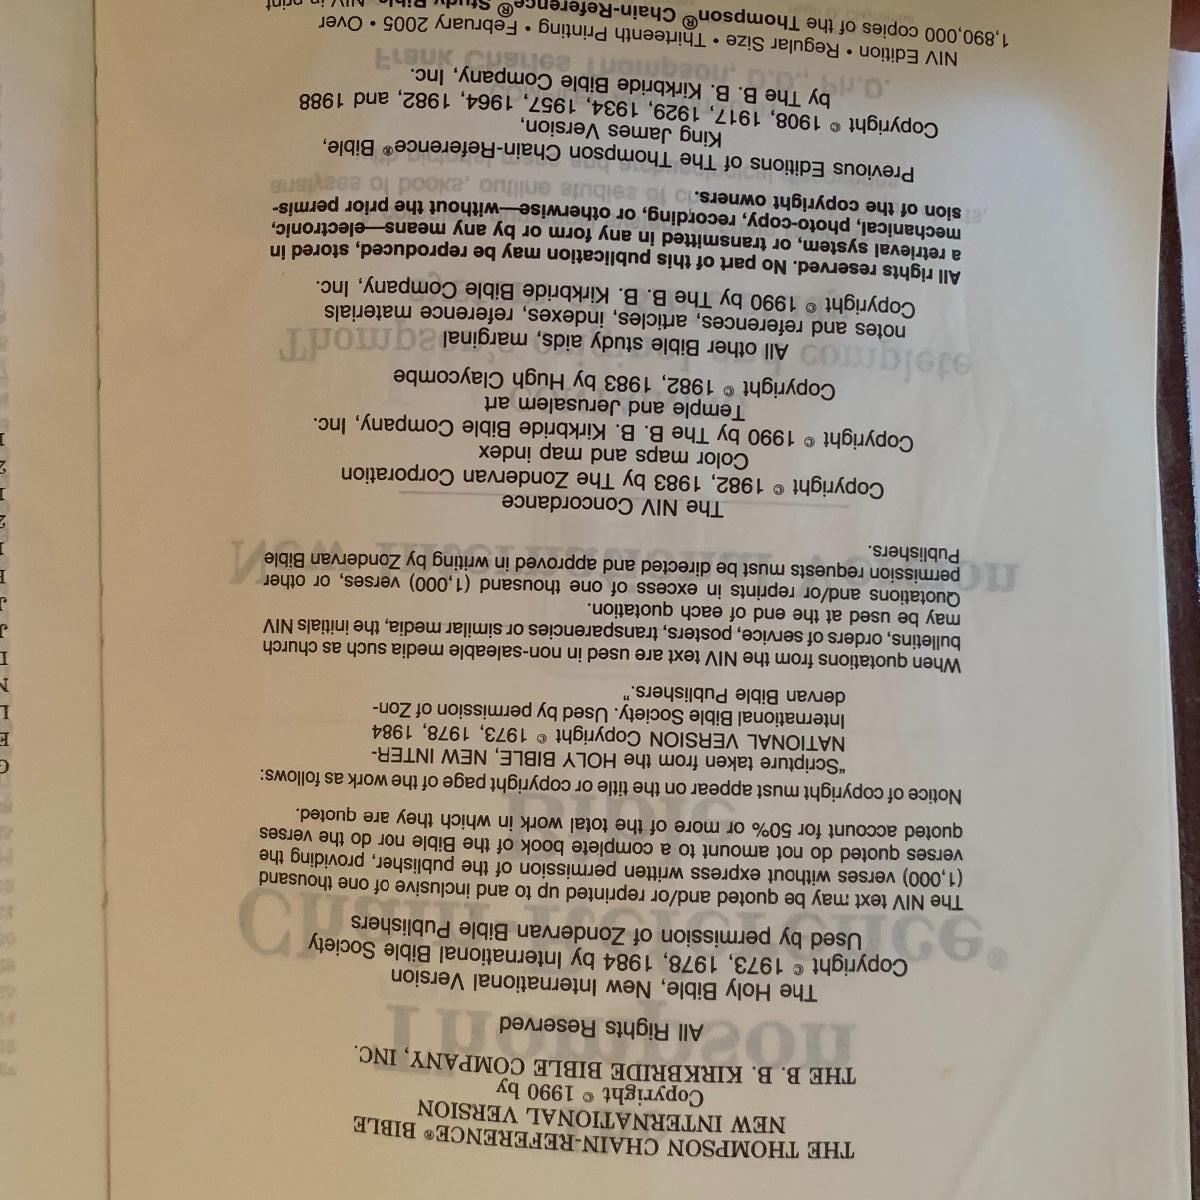 THE THOMPSON CHAIN-REFERENCE® BIBLE
NEW INTERNATIONAL VERSION
Copyright © 1990 by
THE B. B. KIRKBRIDE BIBLE COMPANY, INC.
All Rights Reserved
The Holy Bible, New International Version
Copyright © 1973, 1978, 1984 by International Bible Society
Used by permission of Zondervan Bible Publishers
The NIV text may be quoted and/or reprinted up to and inclusive of one thousand
(1,000) verses without express written permission of the publisher, providing the
verses quoted do not amount to a complete book of the Bible nor do the verses
quoted account for 50% or more of the total work in which they are quoted.
Notice of copyright must appear on the title or copyright page of the work as follows:
"Scripture taken from the HOLY BIBLE, NEW INTER-
NATIONAL VERSION Copyright © 1973, 1978, 1984
International Bible Society. Used by permission of Zon-
dervan Bible Publishers."
When quotations from the NIV text are used in non-saleable media such as church
bulletins, orders of service, posters, transparencies or similar media, the initials NIV
may be used at the end of each quotation.
Quotations and/or reprints in excess of one thousand (1,000) verses, or other
permission requests must be directed and approved in writing by Zondervan Bible
Publishers.
The NIV Concordance
Copyright © 1982, 1983 by The Zondervan Corporation
Color maps and map index
Copyright © 1990 by The B. B. Kirkbride Bible Company, Inc.
Temple and Jerusalem art
Copyright © 1982, 1983 by Hugh Claycombe
All other Bible study aids, marginal
notes and references, articles, indexes, reference materials
Copyright © 1990 by The B. B. Kirkbride Bible Company, Inc.
All rights reserved. No part of this publication may be reproduced, stored in
a retrieval system, or transmitted in any form or by any means—electronic,
mechanical, photo-copy, recording, or otherwise—without the prior permis-
sion of the copyright owners.
Previous Editions of The Thompson Chain-Reference® Bible,
King James Version,
Copyright © 1908, 1917, 1929, 1934, 1957, 1964, 1982, and 1988
by The B. B. Kirkbride Bible Company, Inc.
NIV Edition • Regular Size • Thirteenth Printing • February 2005 • Over
1,890,000 copies of the Thompson® Chain-Reference® Study Bible, NIV in print